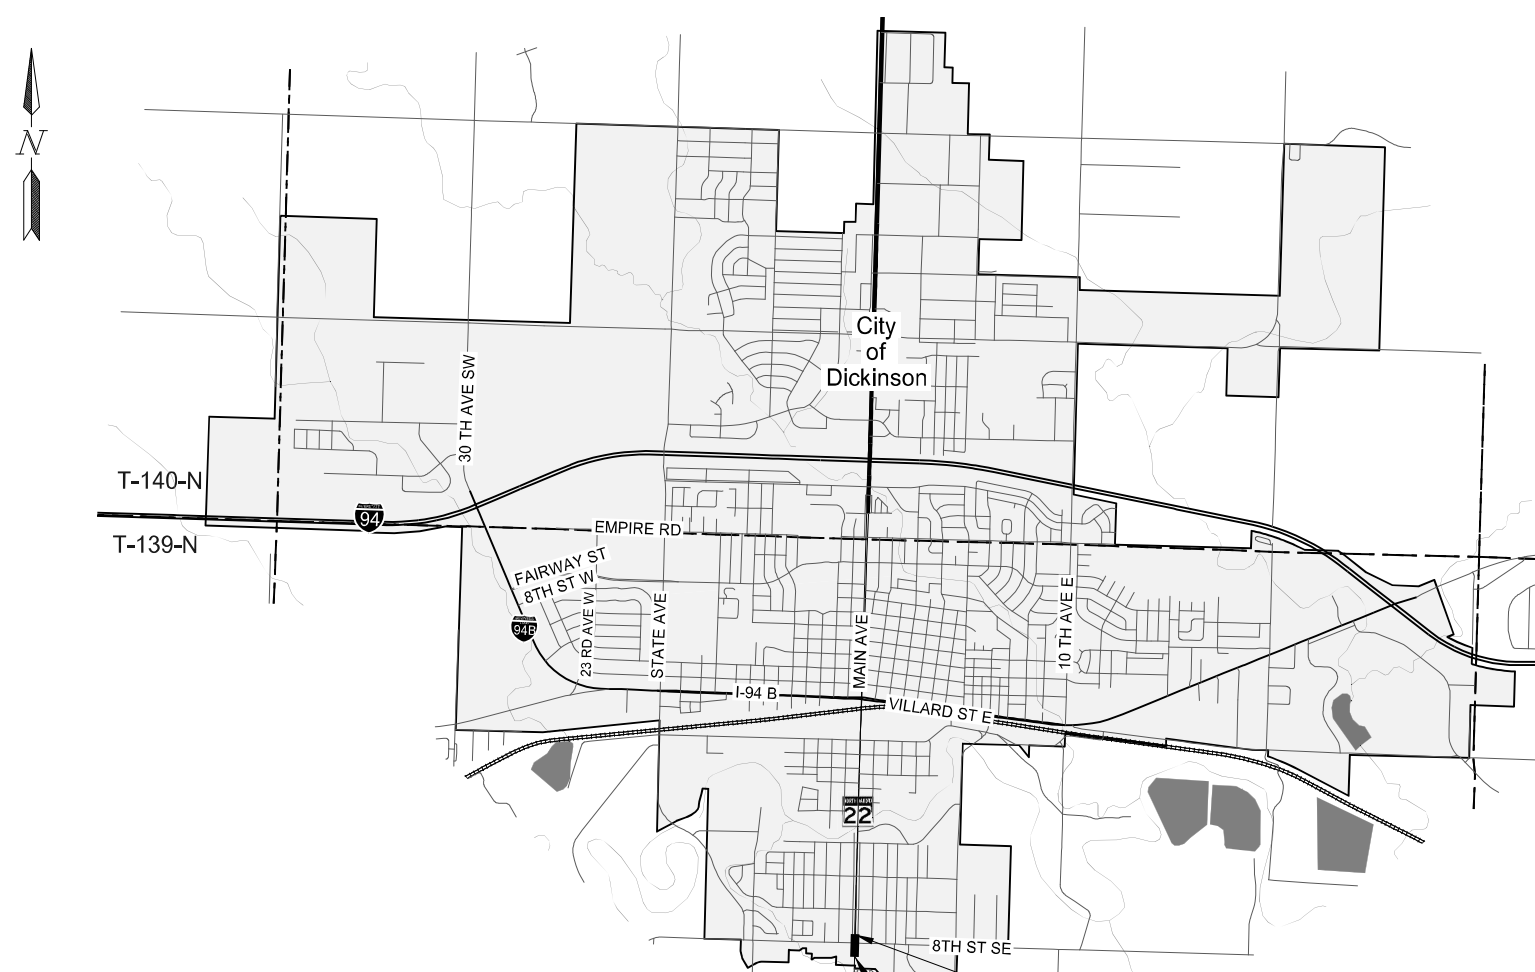 N
City
of
Dickinson
30 TH AVE SW
T-140-N
94
T-139-N
EMPIRE RD
FAIRWAY ST
8TH ST W
94B
23 RD AVE W
STATE AVE
MAIN AVE
10 TH AVE E
I-94 B
VILLARD ST E
22
8TH ST SE